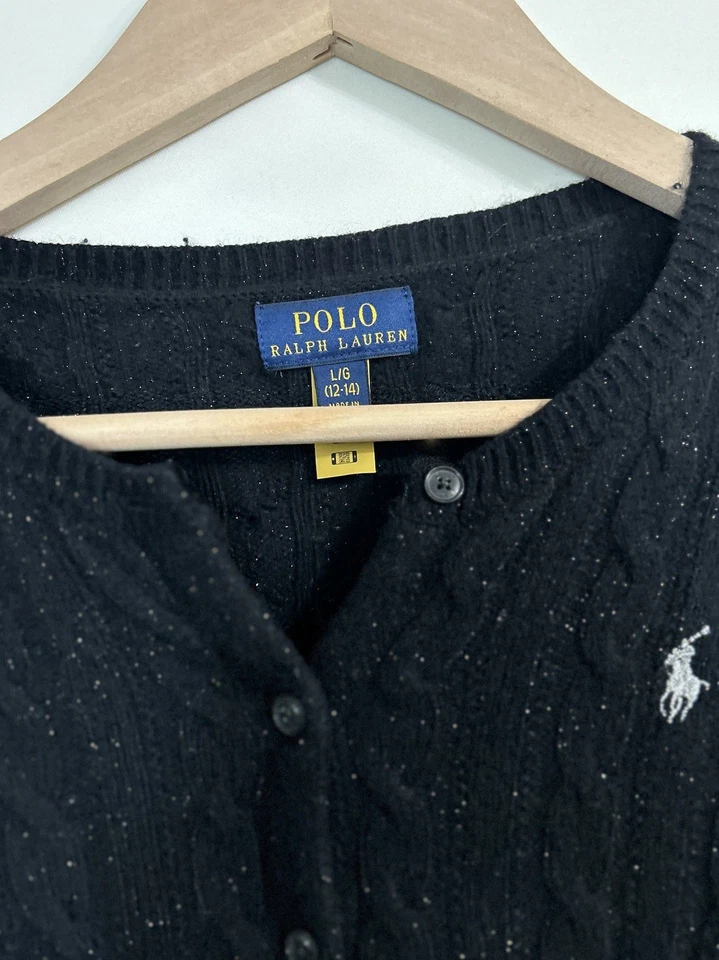 POLO
RALPH LAUREN
L/G
(12-14)
MADE IN